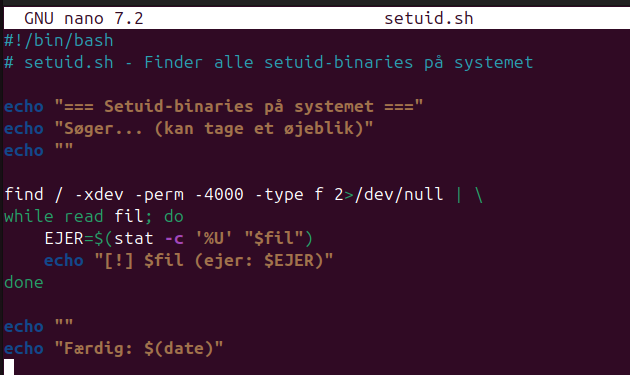 GNU nano 7.2 setuid.sh
#!/bin/bash
# setuid.sh - Finder alle setuid-binaries på systemet
echo "=== Setuid-binaries på systemet ==="
echo "Søger... (kan tage et øjeblik)"
echo ""
find / -xdev -perm -4000 -type f 2>/dev/null | \
while read fil; do
    EJER=$(stat -c '%U' "$fil")
    echo "[!] $fil (ejer: $EJER)"
done
echo ""
echo "Færdig: $(date)"